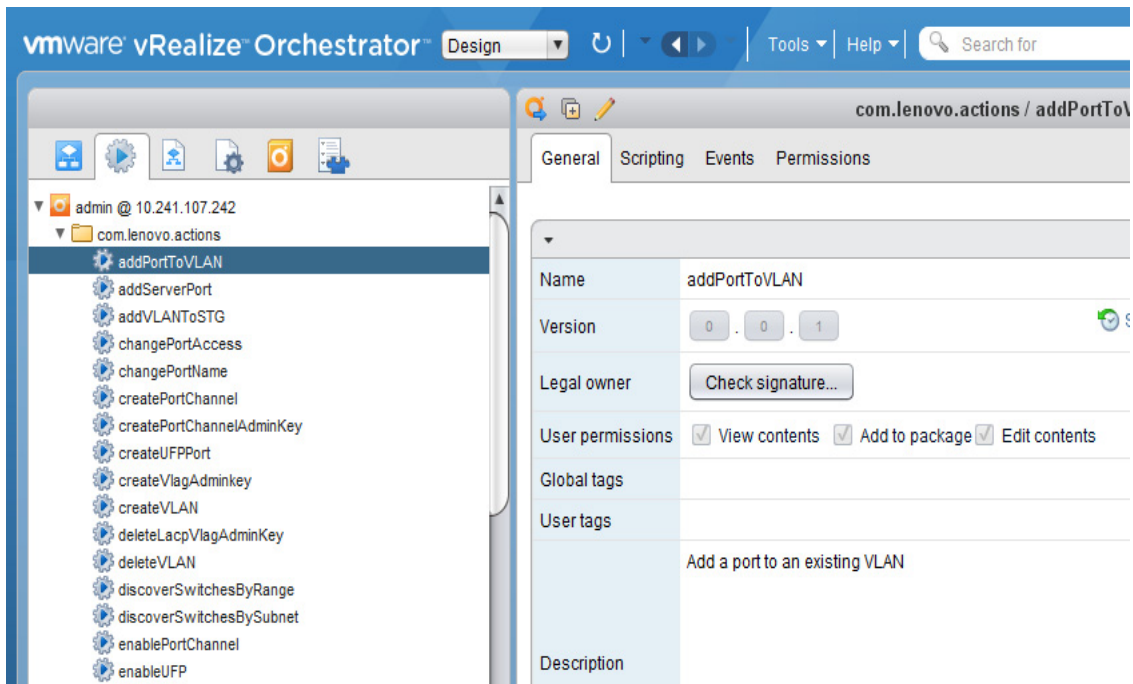 vmware vRealize™ Orchestrator™ Design Tools Help Search for
com.lenovo.actions / addPortToV
General Scripting Events Permissions
admin @ 10.241.107.242
com.lenovo.actions
addPortToVLAN
addServerPort
addVLANToSTG
changePortAccess
changePortName
createPortChannel
createPortChannelAdminKey
createUFPPort
createVlagAdminkey
createVLAN
deleteLacpVlagAdminKey
deleteVLAN
discoverSwitchesByRange
discoverSwitchesBySubnet
enablePortChannel
enableUFP
Name addPortToVLAN
Version 0 . 0 . 1 S
Legal owner Check signature...
User permissions View contents Add to package Edit contents
Global tags
User tags
Add a port to an existing VLAN
Description